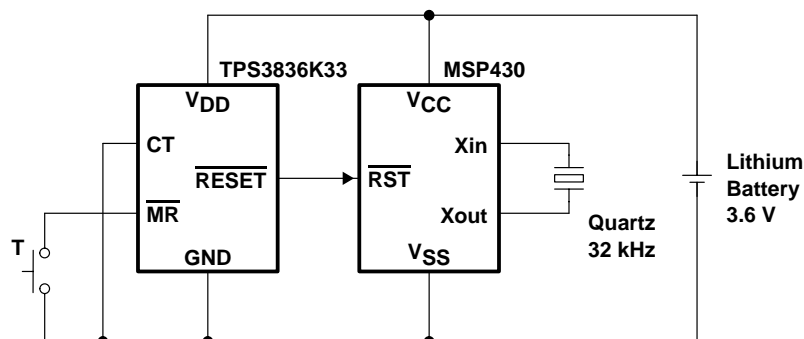 TPS3836K33
MSP430
VDD
VCC
CT
Xin
RESET
RST
Lithium
Battery
3.6 V
MR
Xout
Quartz
32 kHz
T
GND
VSS